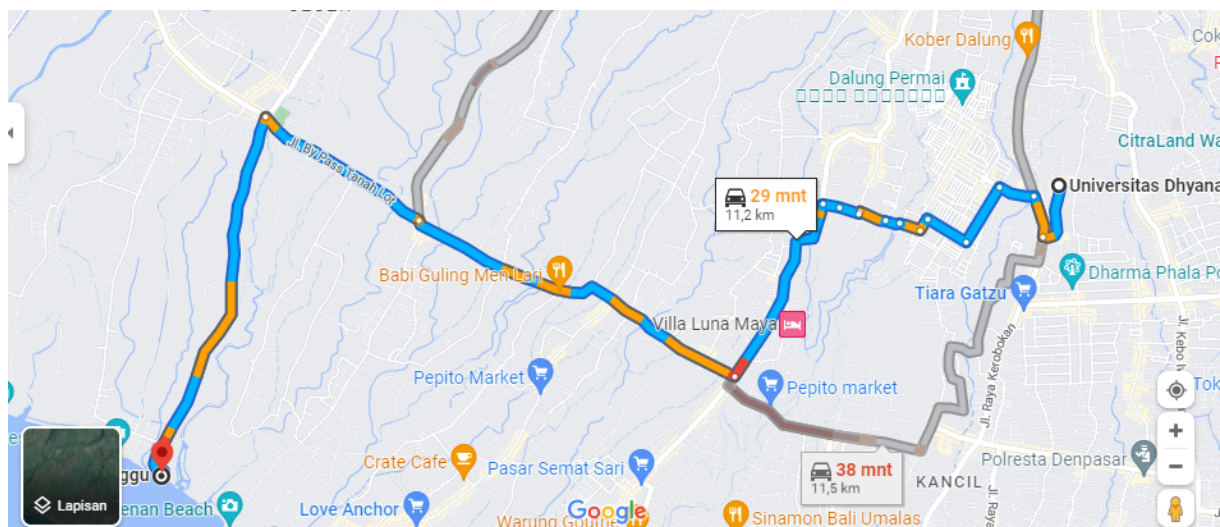 Kober Dalung
Dalung Permai
CitraLand Wa
Universitas Dhyana
29 mnt
11,2 km
Jl. By Pass Tanah Lot
Babi Guling Men Lari
Dharma Phala Po
Tiara Gatzu
Villa Luna Maya
Jl. Raya Kerobokan
Pepito Market
Pepito market
38 mnt
11,5 km
KANCIL
Polresta Denpasar
ggu
Crate Cafe
Pasar Semat Sari
Lapisan
enan Beach
Love Anchor
Google
Sinamon Bali Umalas